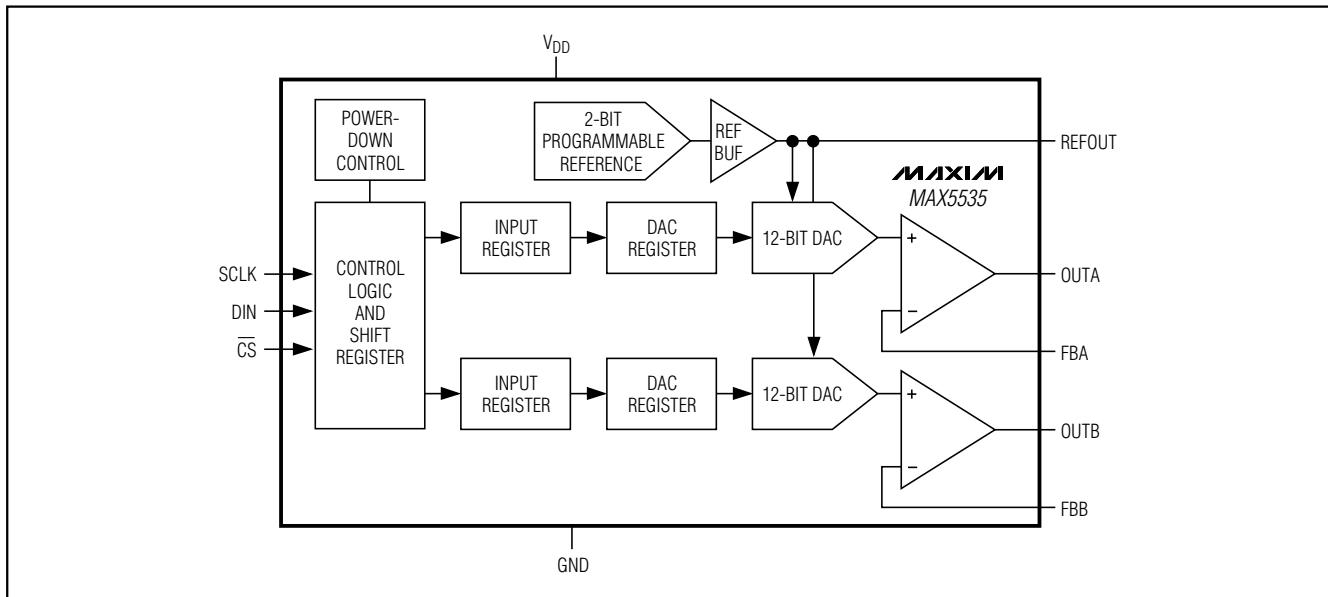 VDD
POWER-
DOWN
CONTROL
2-BIT
PROGRAMMABLE
REFERENCE
REF
BUF
REFOUT
MAXIM
MAX5535
CONTROL
LOGIC
AND
SHIFT
REGISTER
INPUT
REGISTER
DAC
REGISTER
12-BIT DAC
+
−
SCLK
DIN
CS
OUTA
FBA
INPUT
REGISTER
DAC
REGISTER
12-BIT DAC
+
−
OUTB
FBB
GND